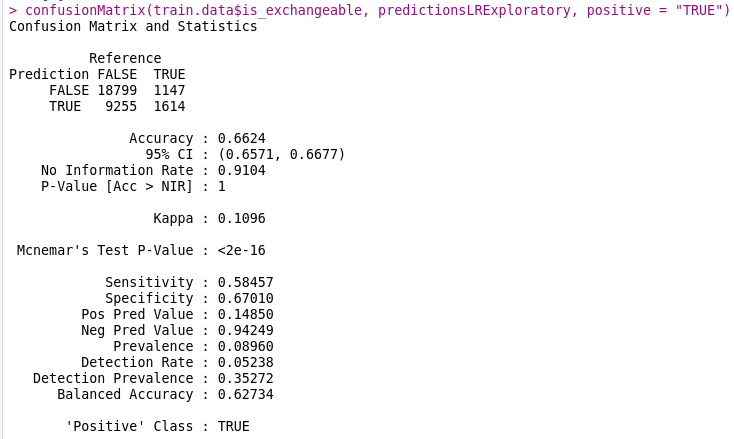 > confusionMatrix(train.data$is_exchangeable, predictionsLRExploratory, positive = "TRUE")
Confusion Matrix and Statistics
Reference
Prediction FALSE TRUE
FALSE 18799 1147
TRUE 9255 1614
Accuracy : 0.6624
95% CI : (0.6571, 0.6677)
No Information Rate : 0.9104
P-Value [Acc > NIR] : 1
Kappa : 0.1096
Mcnemar's Test P-Value : <2e-16
Sensitivity : 0.58457
Specificity : 0.67010
Pos Pred Value : 0.14850
Neg Pred Value : 0.94249
Prevalence : 0.08960
Detection Rate : 0.05238
Detection Prevalence : 0.35272
Balanced Accuracy : 0.62734
'Positive' Class : TRUE